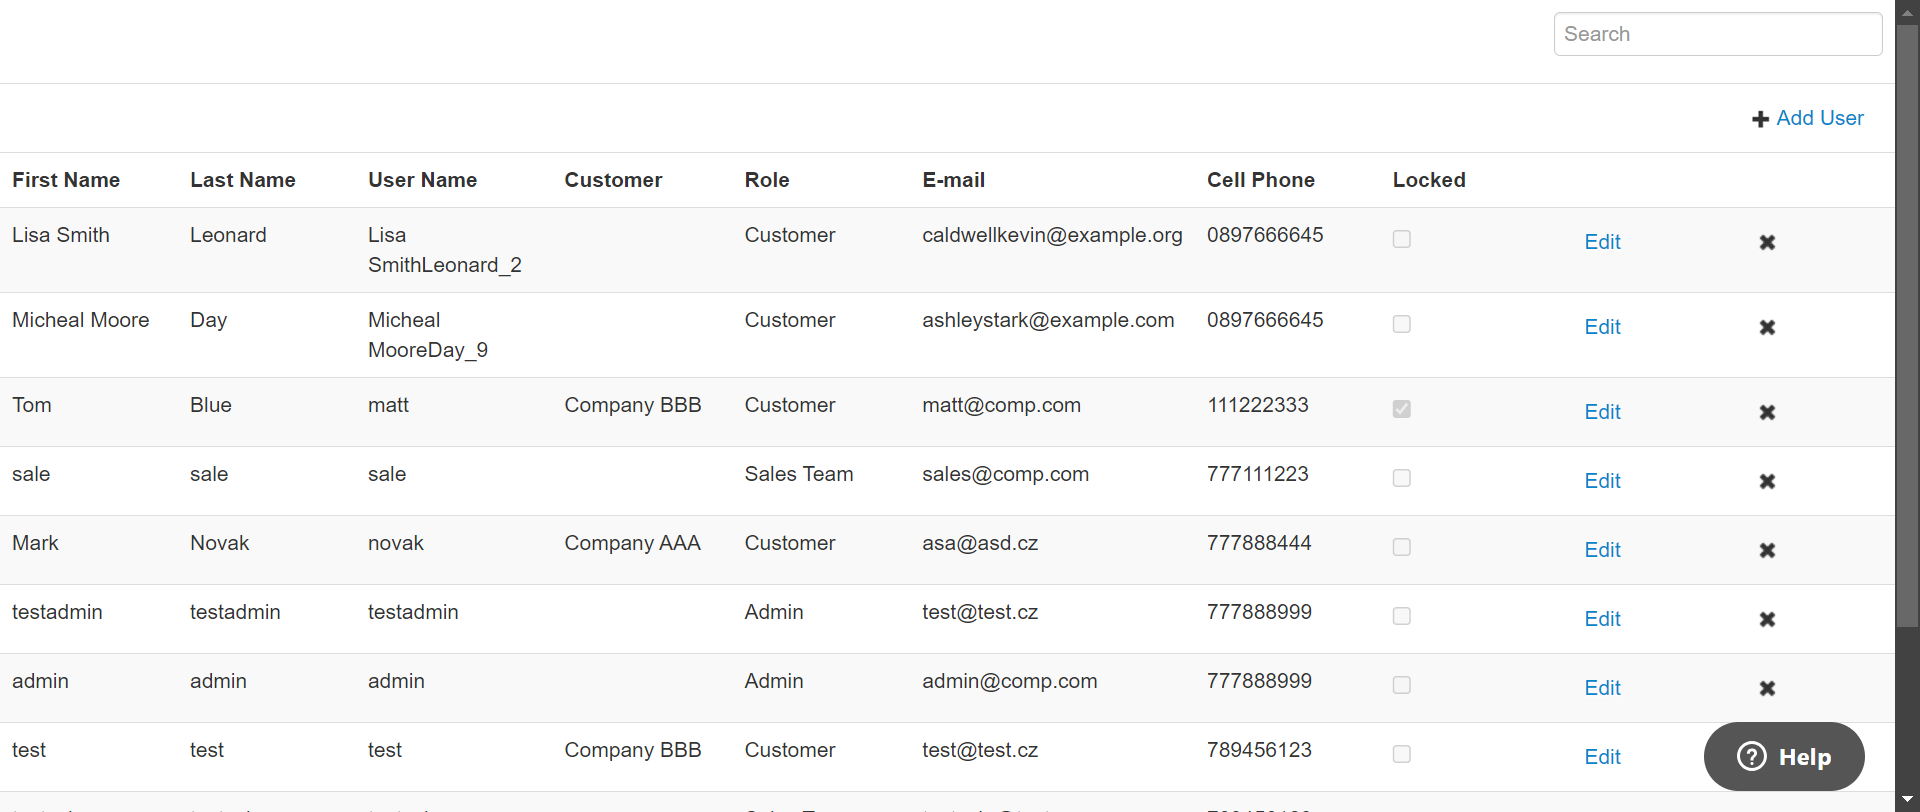 Search
Add User
First Name Last Name User Name Customer Role E-mail Cell Phone Locked
Lisa Smith Leonard Lisa Customer caldwellkevin@example.org 0897666645 Edit
SmithLeonard_2
Micheal Moore Day Micheal Customer ashleystark@example.com 0897666645 Edit
MooreDay_9
Tom Blue matt Company BBB Customer matt@comp.com 111222333 Edit
sale sale sale Sales Team sales@comp.com 777111223 Edit
Mark Novak novak Company AAA Customer asa@asd.cz 777888444 Edit
testadmin testadmin testadmin Admin test@test.cz 777888999 Edit
admin admin admin Admin admin@comp.com 777888999 Edit
test test test Company BBB Customer test@test.cz 789456123 Edit
Help